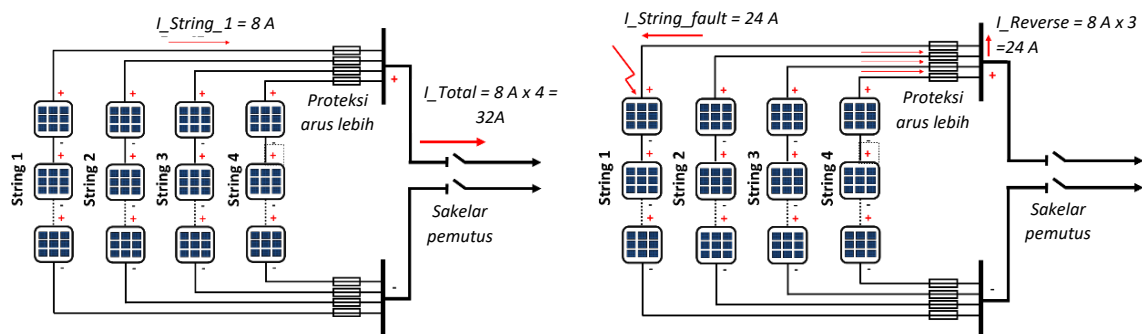 I_String_1 = 8 A
+
Proteksi
arus lebih
I_Total = 8 A x 4 =
32A
+ + + +
- - - -
String 1
String 2
String 3
String 4
+ + + +
- - - -
+ + + +
- - - -
Sakelar
pemutus
-
I_String_fault = 24 A
I_Reverse = 8 A x 3
=24 A
+
Proteksi
arus lebih
+ + + +
- - - -
String 1
String 2
String 3
String 4
+ + + +
- - - -
+ + + +
- - - -
Sakelar
pemutus
-